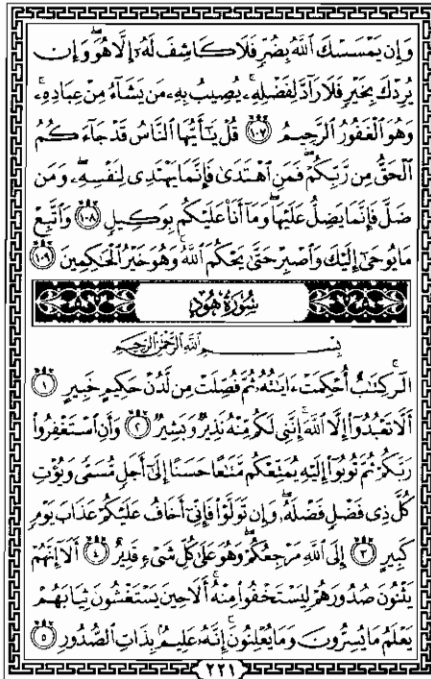 وَإِن يَمْسَسْكَ ٱللَّهُ بِضُرٍّ فَلَا كَاشِفَ لَهُۥٓ إِلَّا هُوَ ۖ وَإِن
يُرِدْكَ بِخَيْرٍ فَلَا رَآدَّ لِفَضْلِهِۦ ۚ يُصِيبُ بِهِۦ مَن يَشَآءُ مِنْ عِبَادِهِۦ ۚ
وَهُوَ ٱلْغَفُورُ ٱلرَّحِيمُ ١٠٧ قُلْ يَٰٓأَيُّهَا ٱلنَّاسُ قَدْ جَآءَكُمُ
ٱلْحَقُّ مِن رَّبِّكُمْ ۖ فَمَنِ ٱهْتَدَىٰ فَإِنَّمَا يَهْتَدِى لِنَفْسِهِۦ ۖ وَمَن
ضَلَّ فَإِنَّمَا يَضِلُّ عَلَيْهَا ۖ وَمَآ أَنَا۠ عَلَيْكُم بِوَكِيلٍ ١٠٨ وَٱتَّبِعْ
مَا يُوحَىٰٓ إِلَيْكَ وَٱصْبِرْ حَتَّىٰ يَحْكُمَ ٱللَّهُ ۚ وَهُوَ خَيْرُ ٱلْحَٰكِمِينَ ١٠٩
سُورَةُ هُودٍ
بِسْمِ ٱللَّهِ ٱلرَّحْمَٰنِ ٱلرَّحِيمِ
الٓر ۚ كِتَٰبٌ أُحْكِمَتْ ءَايَٰتُهُۥ ثُمَّ فُصِّلَتْ مِن لَّدُنْ حَكِيمٍ خَبِيرٍ ١
أَلَّا تَعْبُدُوٓا۟ إِلَّا ٱللَّهَ ۚ إِنَّنِى لَكُم مِّنْهُ نَذِيرٌ وَبَشِيرٌ ٢ وَأَنِ ٱسْتَغْفِرُوا۟
رَبَّكُمْ ثُمَّ تُوبُوٓا۟ إِلَيْهِ يُمَتِّعْكُم مَّتَٰعًا حَسَنًا إِلَىٰٓ أَجَلٍ مُّسَمًّى وَيُؤْتِ
كُلَّ ذِى فَضْلٍ فَضْلَهُۥ ۖ وَإِن تَوَلَّوْا۟ فَإِنِّىٓ أَخَافُ عَلَيْكُمْ عَذَابَ يَوْمٍ
كَبِيرٍ ٣ إِلَى ٱللَّهِ مَرْجِعُكُمْ ۖ وَهُوَ عَلَىٰ كُلِّ شَىْءٍ قَدِيرٌ ٤ أَلَآ إِنَّهُمْ
يَثْنُونَ صُدُورَهُمْ لِيَسْتَخْفُوا۟ مِنْهُ ۚ أَلَا حِينَ يَسْتَغْشُونَ ثِيَابَهُمْ
يَعْلَمُ مَا يُسِرُّونَ وَمَا يُعْلِنُونَ ۚ إِنَّهُۥ عَلِيمٌۢ بِذَاتِ ٱلصُّدُورِ ٥
٢٢١